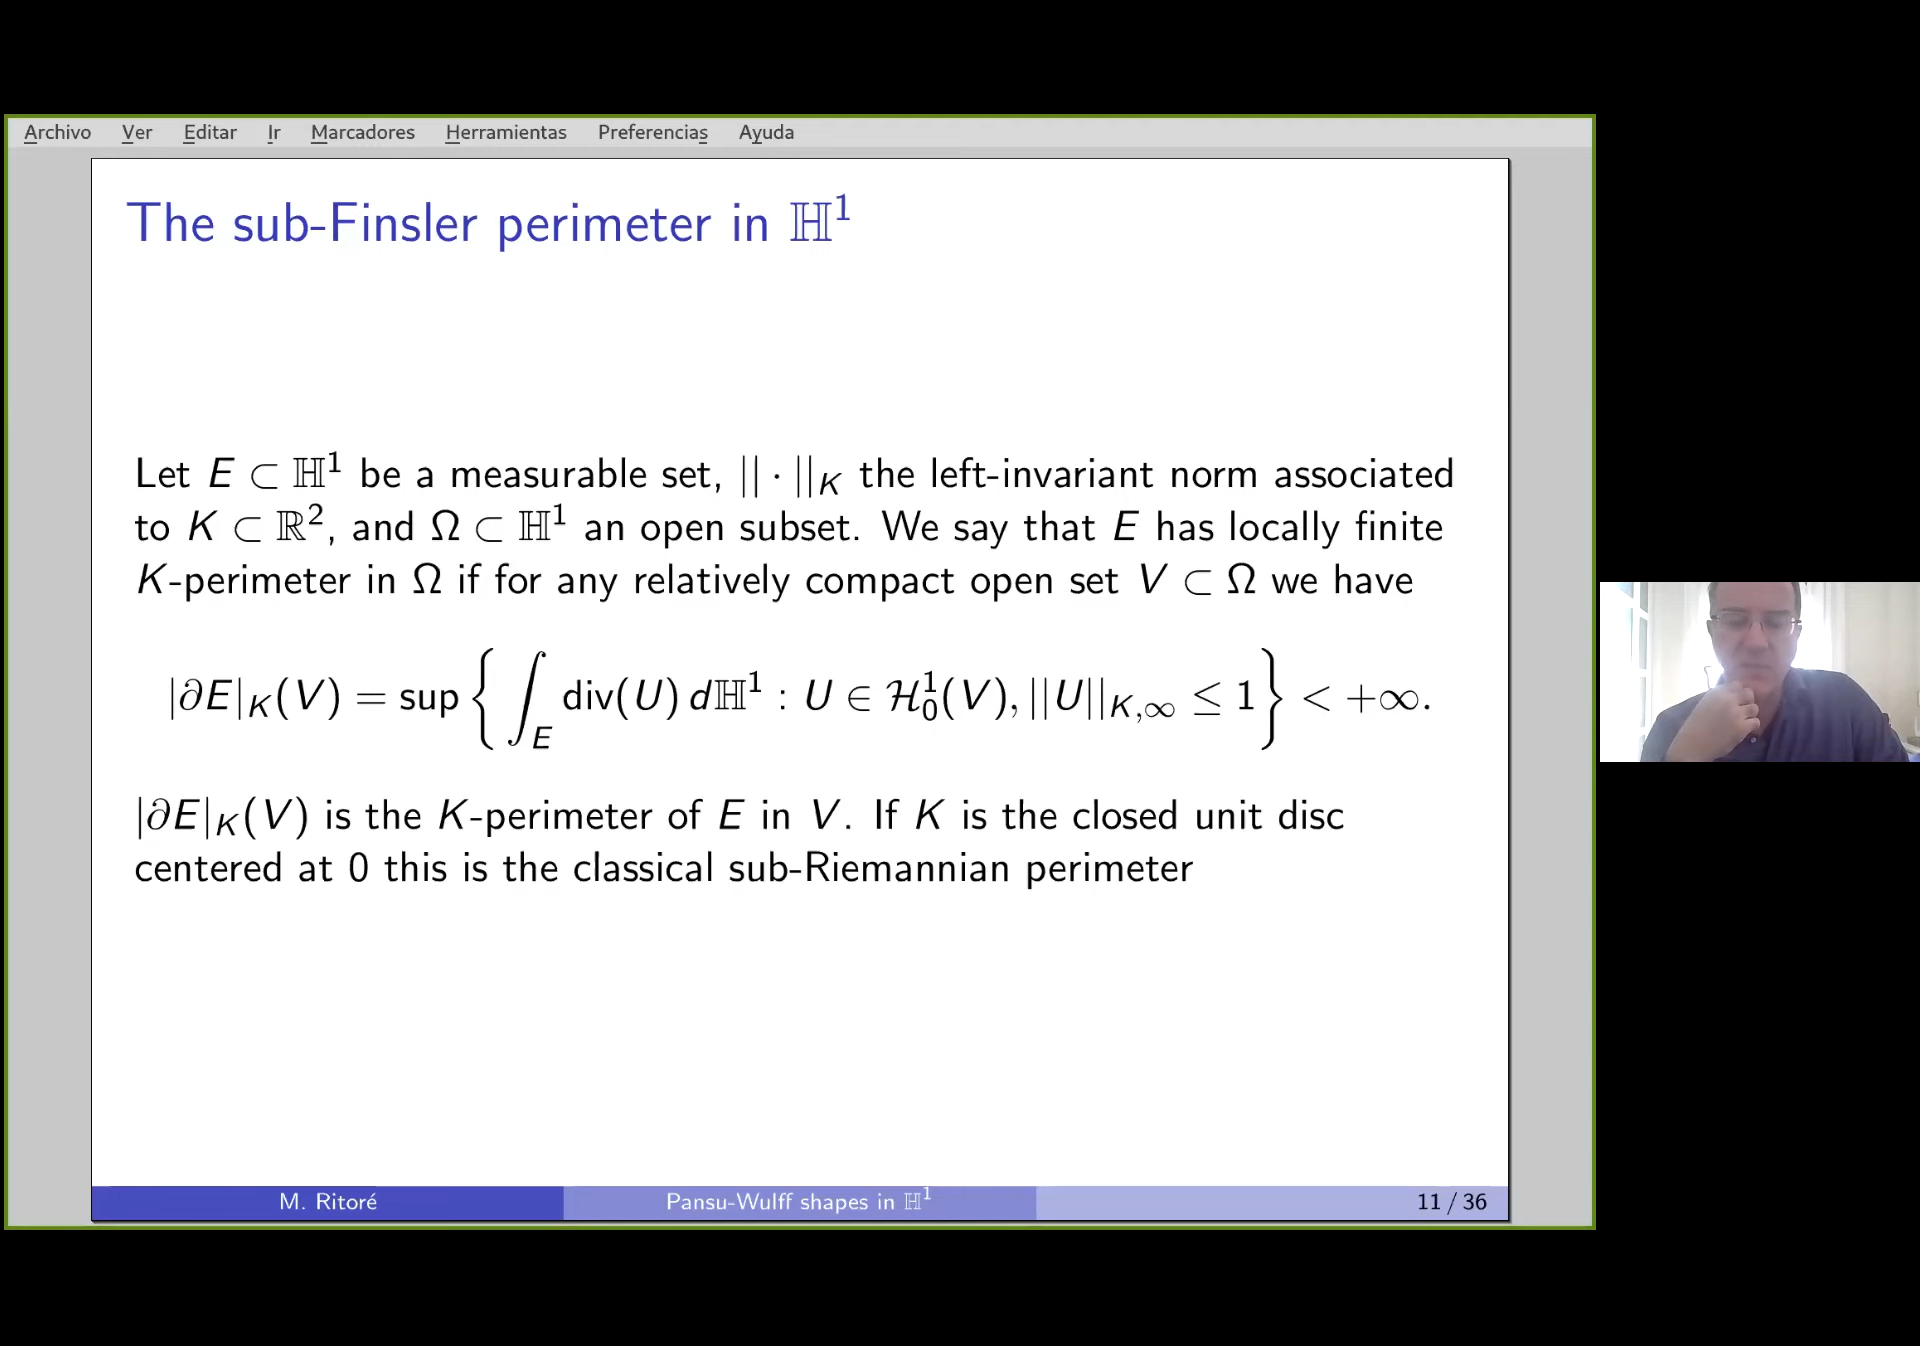 Archivo Ver Editar Ir Marcadores Herramientas Preferencias Ayuda
The sub-Finsler perimeter in ℍ¹
Let E ⊂ ℍ¹ be a measurable set, || · ||_K the left-invariant norm associated
to K ⊂ ℝ², and Ω ⊂ ℍ¹ an open subset. We say that E has locally finite
K-perimeter in Ω if for any relatively compact open set V ⊂ Ω we have
|∂E|_K(V) = sup { ∫_E div(U) dℍ¹ : U ∈ ℋ₀¹(V), ||U||_{K,∞} ≤ 1 } < +∞.
|∂E|_K(V) is the K-perimeter of E in V. If K is the closed unit disc
centered at 0 this is the classical sub-Riemannian perimeter
M. Ritoré Pansu-Wulff shapes in ℍ¹ 11 / 36